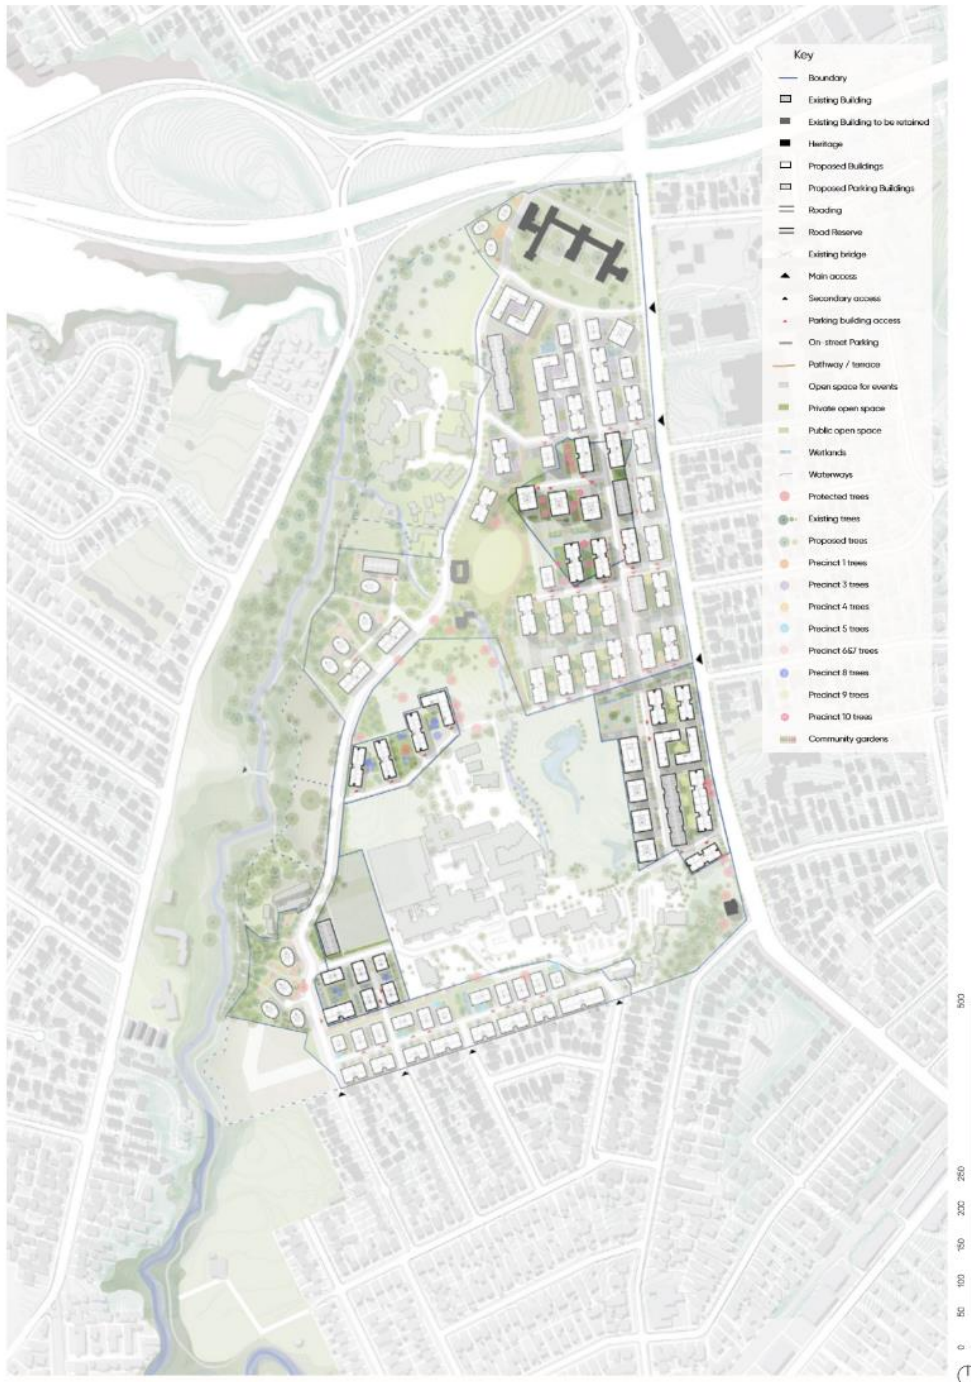 Key
Boundary
Existing Building
Existing Building to be retained
Heritage
Proposed Buildings
Proposed Parking Buildings
Roading
Road Reserve
Existing bridge
Main access
Secondary access
Parking building access
On-street Parking
Pathway / terrace
Open space for events
Private open space
Public open space
Wetlands
Waterways
Protected trees
Existing trees
Proposed trees
Precinct 1 trees
Precinct 3 trees
Precinct 4 trees
Precinct 5 trees
Precinct 6&7 trees
Precinct 8 trees
Precinct 9 trees
Precinct 10 trees
Community gardens
500
250
200
150
100
50
0